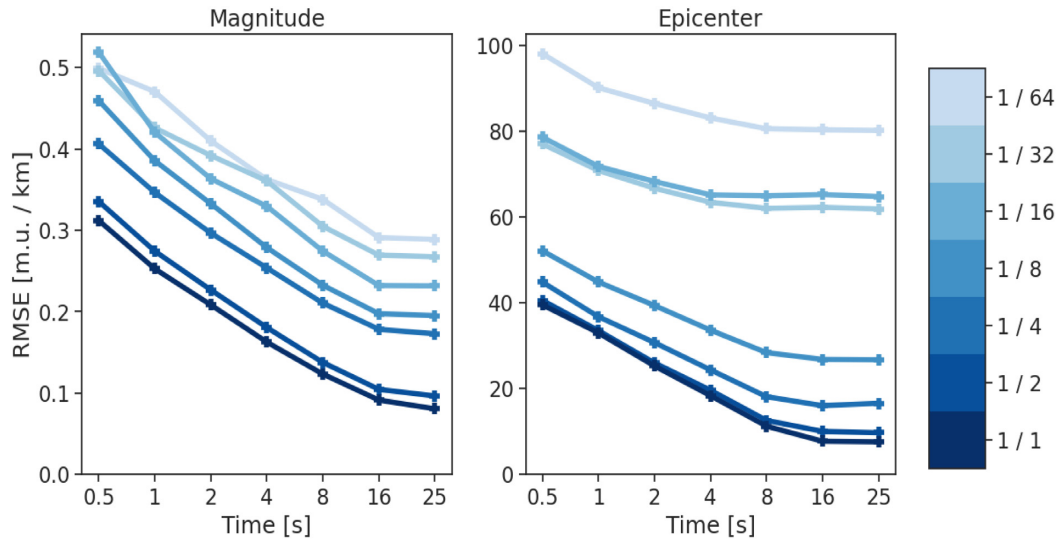 Magnitude
Epicenter
RMSE [m.u. / km]
0.5
0.4
0.3
0.2
0.1
0.0
0.5 1 2 4 8 16 25
Time [s]
100
80
60
40
20
0
0.5 1 2 4 8 16 25
Time [s]
1 / 64
1 / 32
1 / 16
1 / 8
1 / 4
1 / 2
1 / 1